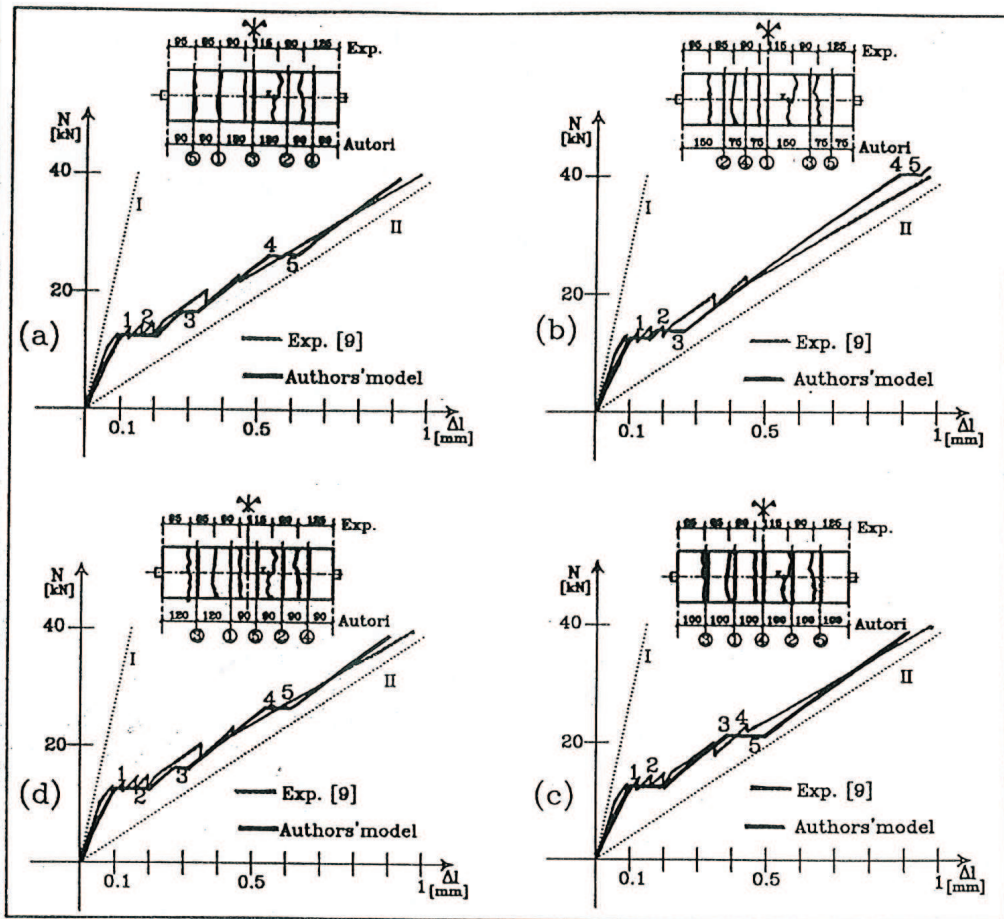 95 85 90 115 90 125 Exp.
90 90 120 120 90 90 Autori
⑤ ① ③ ② ④
N
[kN]
40
20
I
II
1 2 3 4 5
(a)
Exp. [9]
Authors'model
0.1 0.5 1 Δl
[mm]
95 85 90 115 90 125 Exp.
150 75 75 150 75 75 Autori
② ④ ① ③ ⑤
N
[kN]
40
20
I
II
1 2 3 4 5
(b)
Exp. [9]
Authors'model
0.1 0.5 1 Δl
[mm]
95 85 90 115 90 125 Exp.
120 120 90 90 90 90 Autori
③ ① ⑤ ② ④
N
[kN]
40
20
I
II
1 2 3 4 5
(d)
Exp. [9]
Authors'model
0.1 0.5 1 Δl
[mm]
95 85 90 115 90 125 Exp.
100 100 100 100 100 100 Autori
③ ① ④ ② ⑤
N
[kN]
40
20
I
II
1 2 3 4 5
(c)
Exp. [9]
Authors'model
0.1 0.5 1 Δl
[mm]